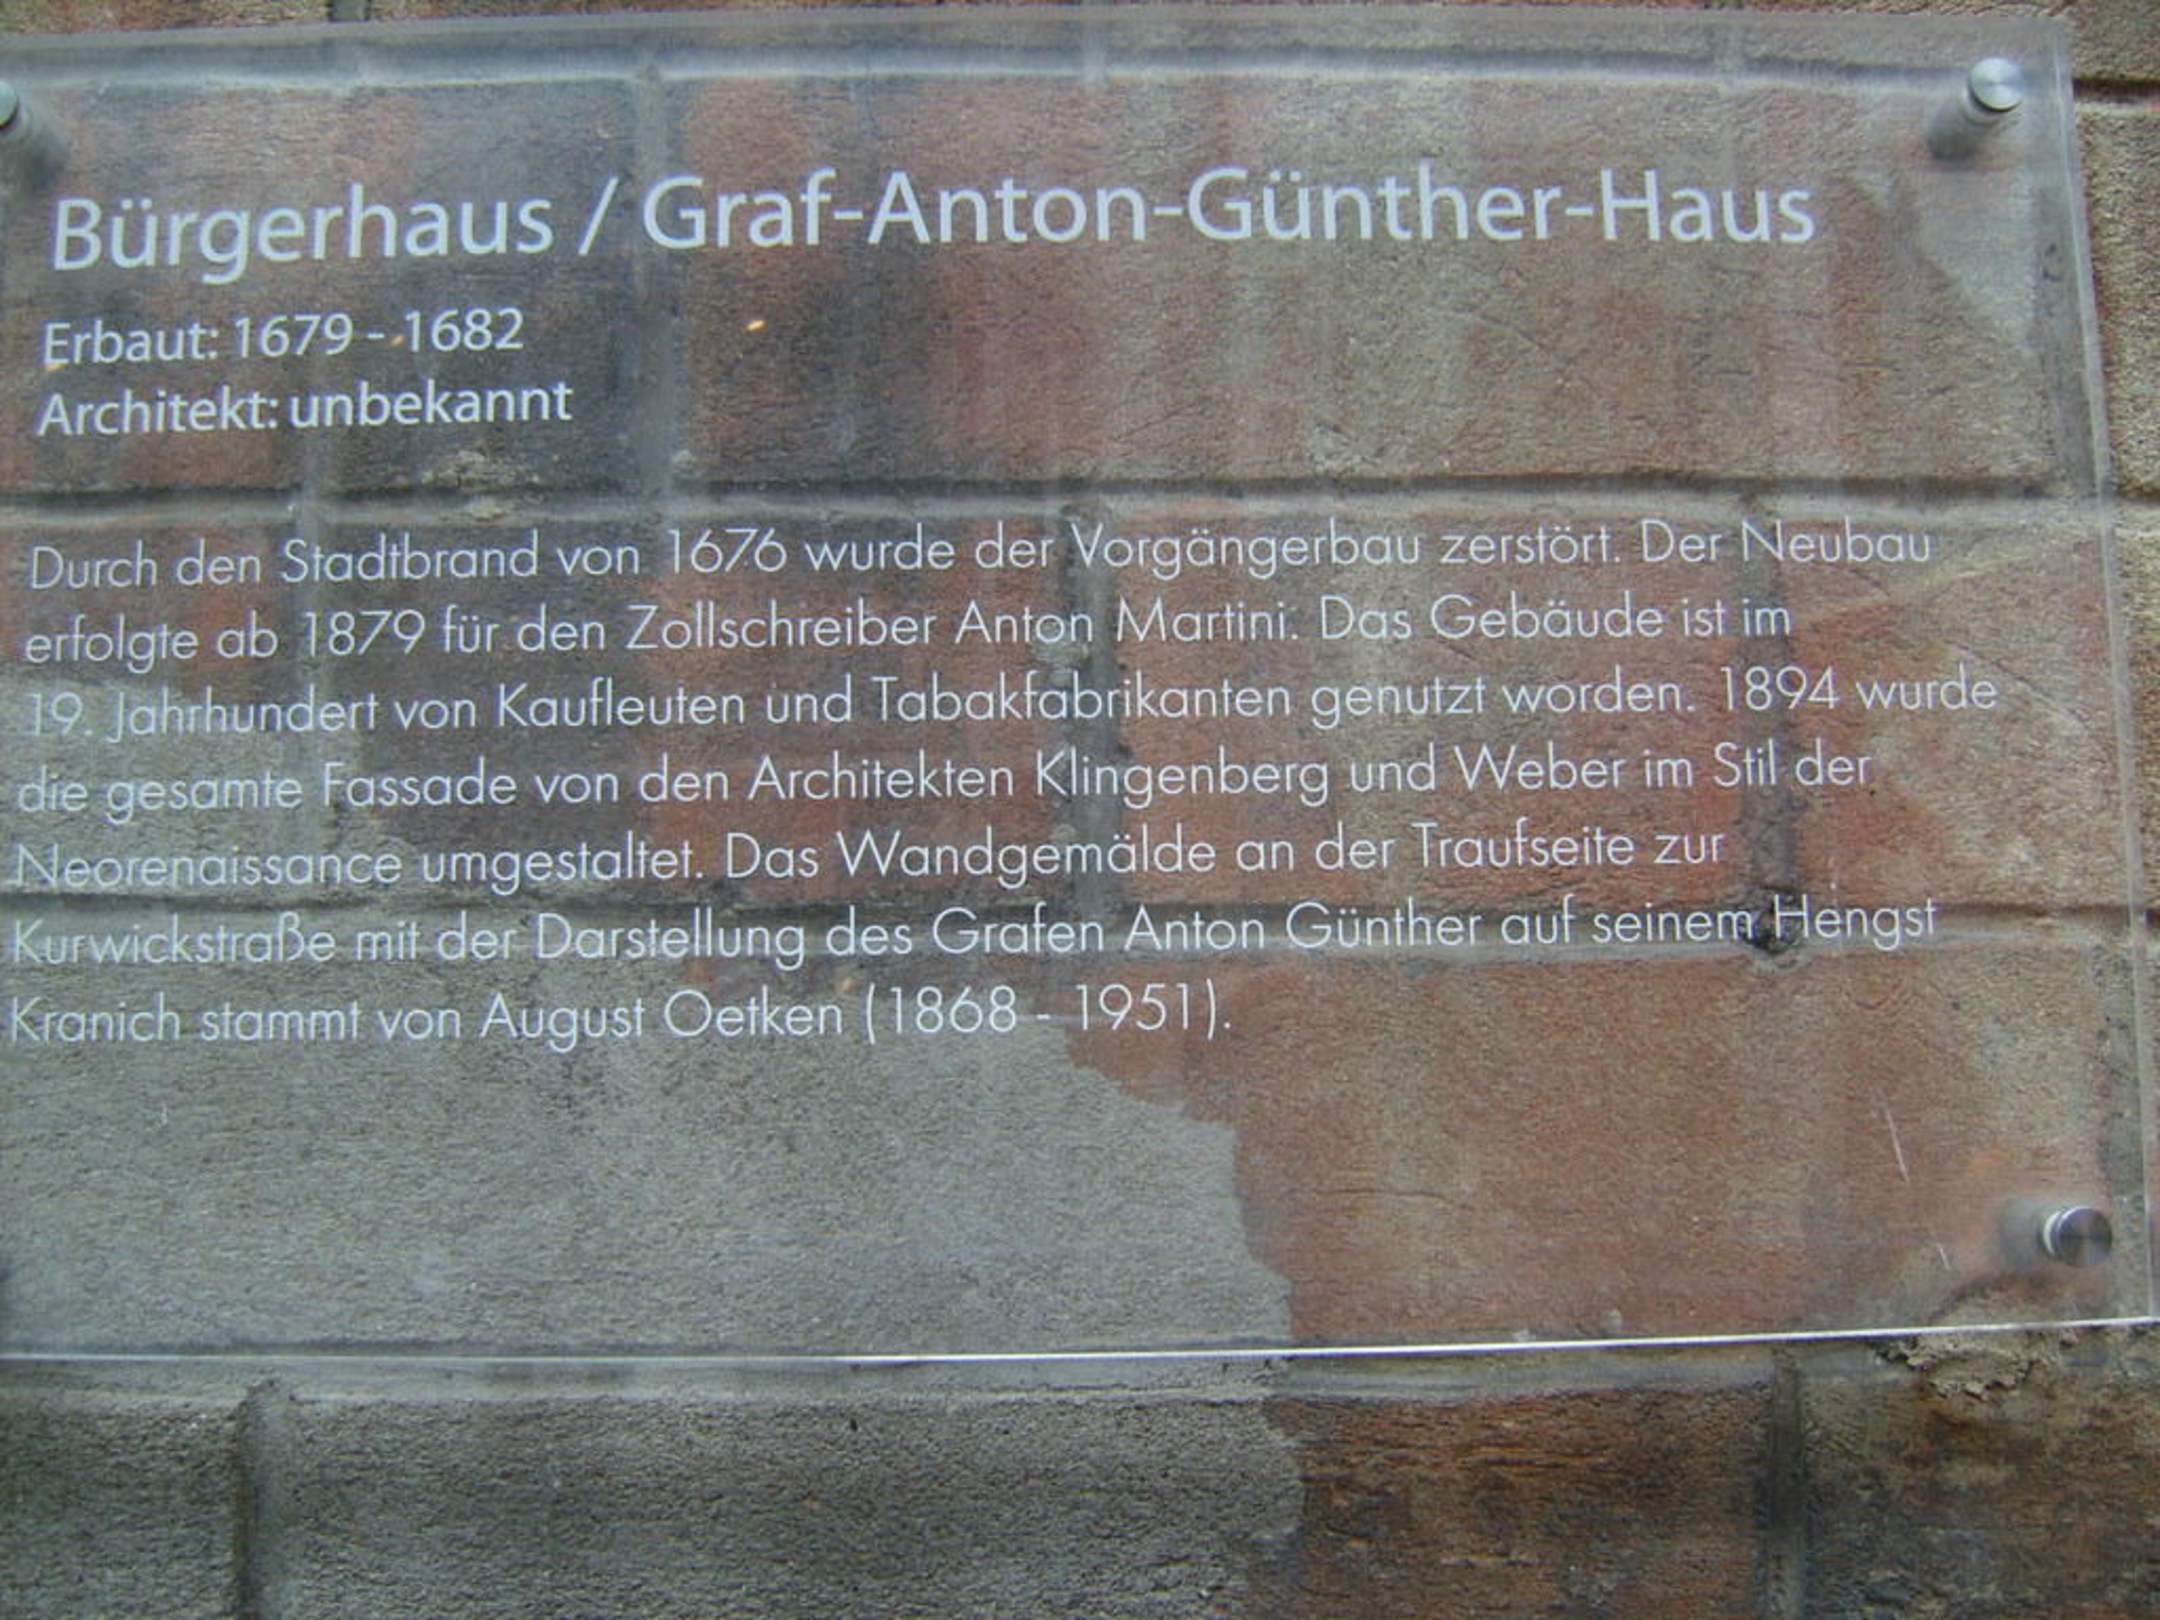 Bürgerhaus / Graf-Anton-Günther-Haus
Erbaut: 1679 - 1682
Architekt: unbekannt
Durch den Stadtbrand von 1676 wurde der Vorgängerbau zerstört. Der Neubau
erfolgte ab 1879 für den Zollschreiber Anton Martini. Das Gebäude ist im
19. Jahrhundert von Kaufleuten und Tabakfabrikanten genutzt worden. 1894 wurde
die gesamte Fassade von den Architekten Klingenberg und Weber im Stil der
Neorenaissance umgestaltet. Das Wandgemälde an der Traufseite zur
Kurwickstraße mit der Darstellung des Grafen Anton Günther auf seinem Hengst
Kranich stammt von August Oetken (1868 - 1951).